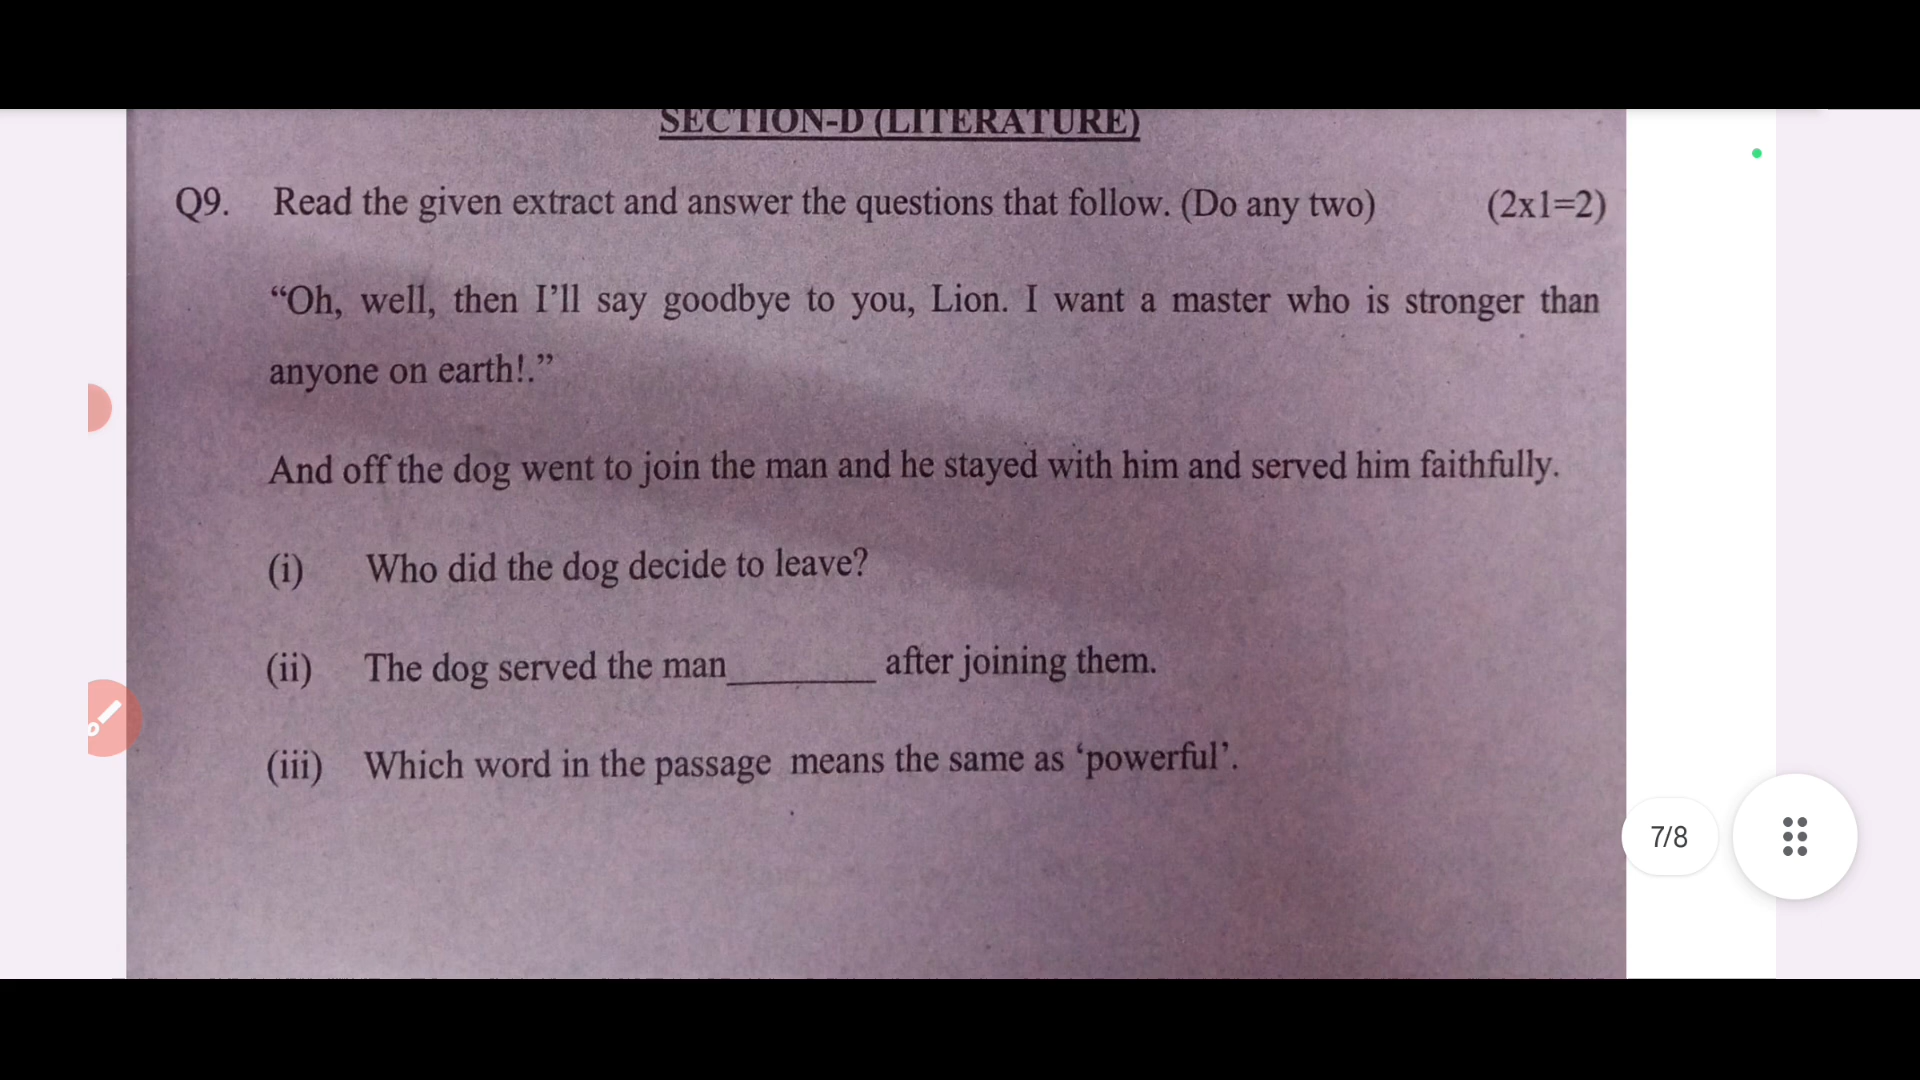 SECTION-D (LITERATURE)
Q9. Read the given extract and answer the questions that follow. (Do any two) (2x1=2)
“Oh, well, then I’ll say goodbye to you, Lion. I want a master who is stronger than
anyone on earth!.”
And off the dog went to join the man and he stayed with him and served him faithfully.
(i) Who did the dog decide to leave?
(ii) The dog served the man________ after joining them.
(iii) Which word in the passage means the same as ‘powerful’.
7/8